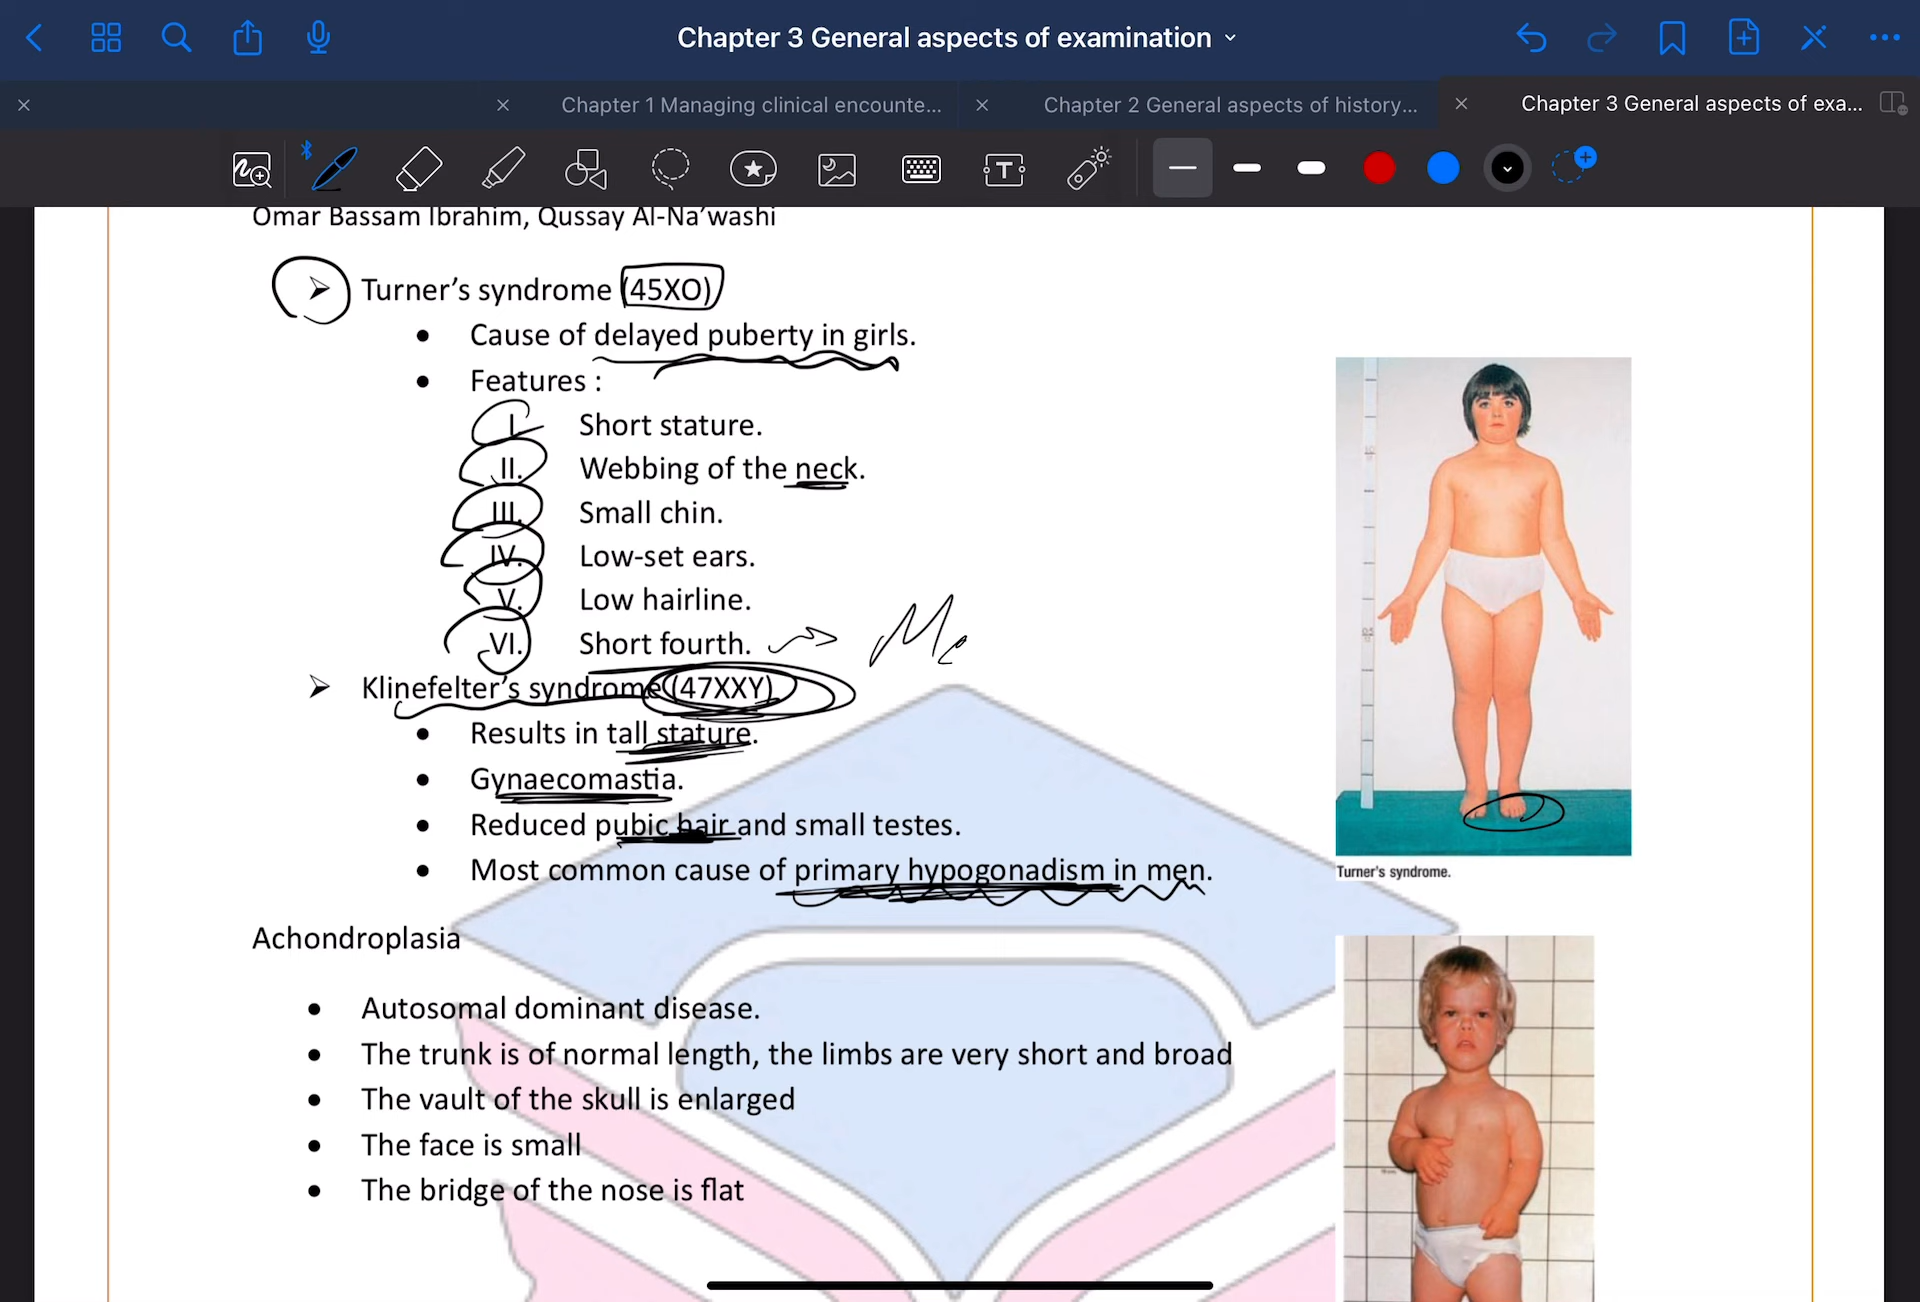 Chapter 3 General aspects of examination
Chapter 1 Managing clinical encounte...
Chapter 2 General aspects of history...
Chapter 3 General aspects of exa...
Omar Bassam Ibrahim, Qussay Al-Na'washi
➢ Turner's syndrome (45XO)
• Cause of delayed puberty in girls.
• Features :
I. Short stature.
II. Webbing of the neck.
III. Small chin.
IV. Low-set ears.
V. Low hairline.
VI. Short fourth. Me
➢ Klinefelter's syndrome (47XXY)
• Results in tall stature.
• Gynaecomastia.
• Reduced pubic hair and small testes.
• Most common cause of primary hypogonadism in men.
Turner's syndrome.
Achondroplasia
• Autosomal dominant disease.
• The trunk is of normal length, the limbs are very short and broad
• The vault of the skull is enlarged
• The face is small
• The bridge of the nose is flat